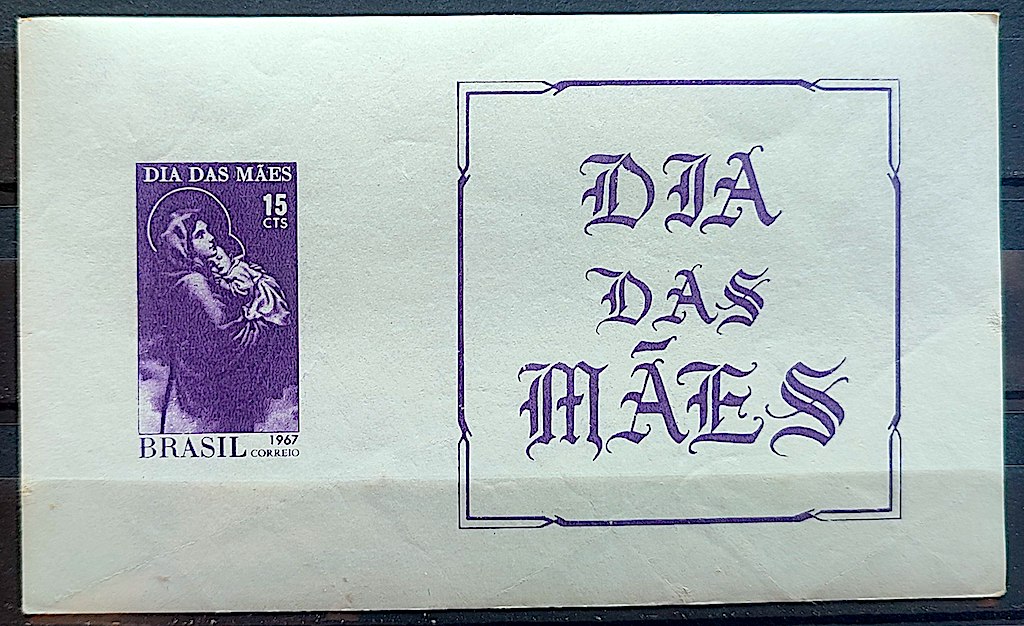 DIA DAS MÃES
15
CTS
BRASIL 1967
CORREIO
DIA
DAS
MÃES